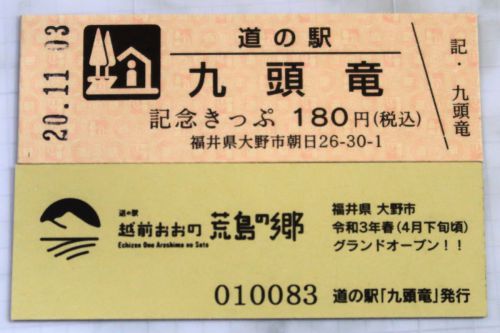 20.11.03
道の駅
九頭竜
記念きっぷ 180円(税込)
福井県大野市朝日26-30-1
記・九頭竜
道の駅
越前おおの 荒島の郷
Echizen Ono Arashima no Sato
福井県 大野市
令和3年春(4月下旬頃)
グランドオープン!!
010083
道の駅「九頭竜」発行